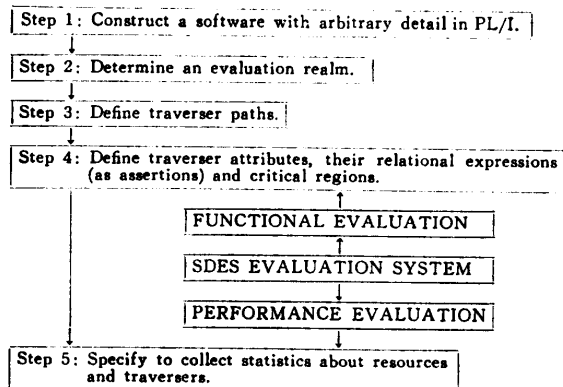 Step 1: Construct a software with arbitrary detail in PL/I.
Step 2: Determine an evaluation realm.
Step 3: Define traverser paths.
Step 4: Define traverser attributes, their relational expressions
(as assertions) and critical regions.
FUNCTIONAL EVALUATION
SDES EVALUATION SYSTEM
PERFORMANCE EVALUATION
Step 5: Specify to collect statistics about resources
and traversers.